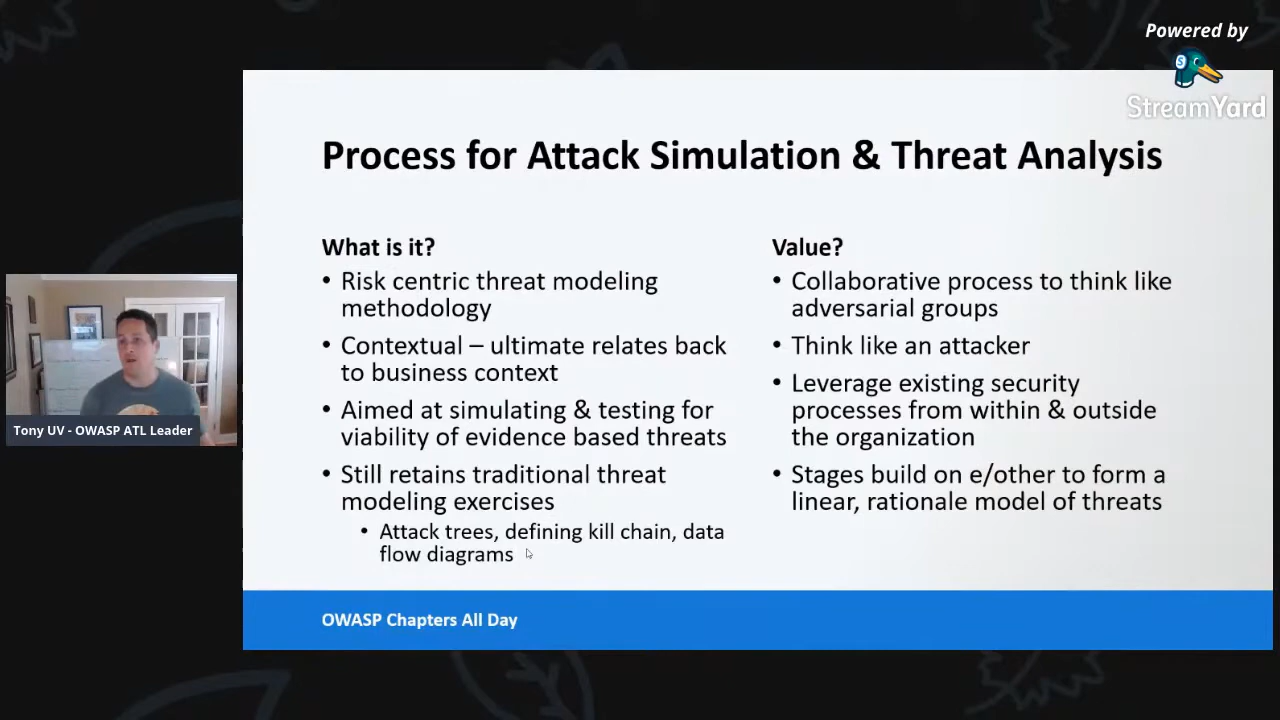 Powered by
StreamYard
Process for Attack Simulation & Threat Analysis
What is it?
• Risk centric threat modeling
methodology
• Contextual – ultimate relates back
to business context
• Aimed at simulating & testing for
viability of evidence based threats
• Still retains traditional threat
modeling exercises
• Attack trees, defining kill chain, data
flow diagrams
Value?
• Collaborative process to think like
adversarial groups
• Think like an attacker
• Leverage existing security
processes from within & outside
the organization
• Stages build on e/other to form a
linear, rationale model of threats
Tony UV - OWASP ATL Leader
OWASP Chapters All Day